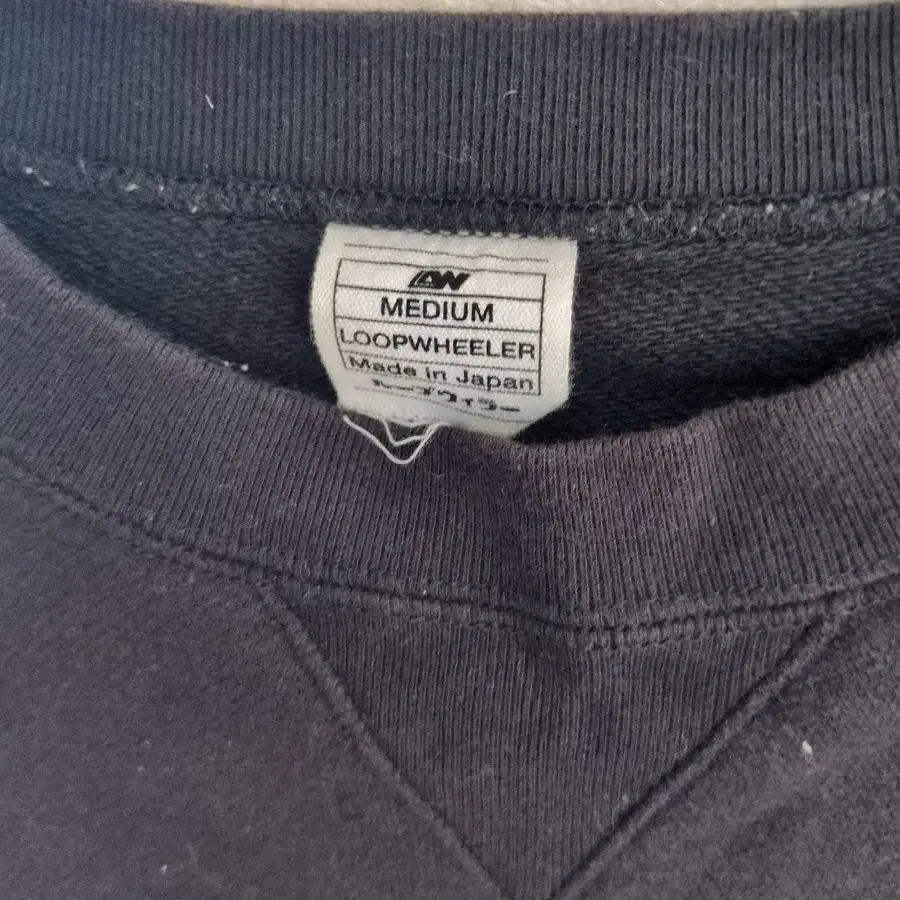 LW
MEDIUM
LOOPWHEELER
Made in Japan
ループウィラー